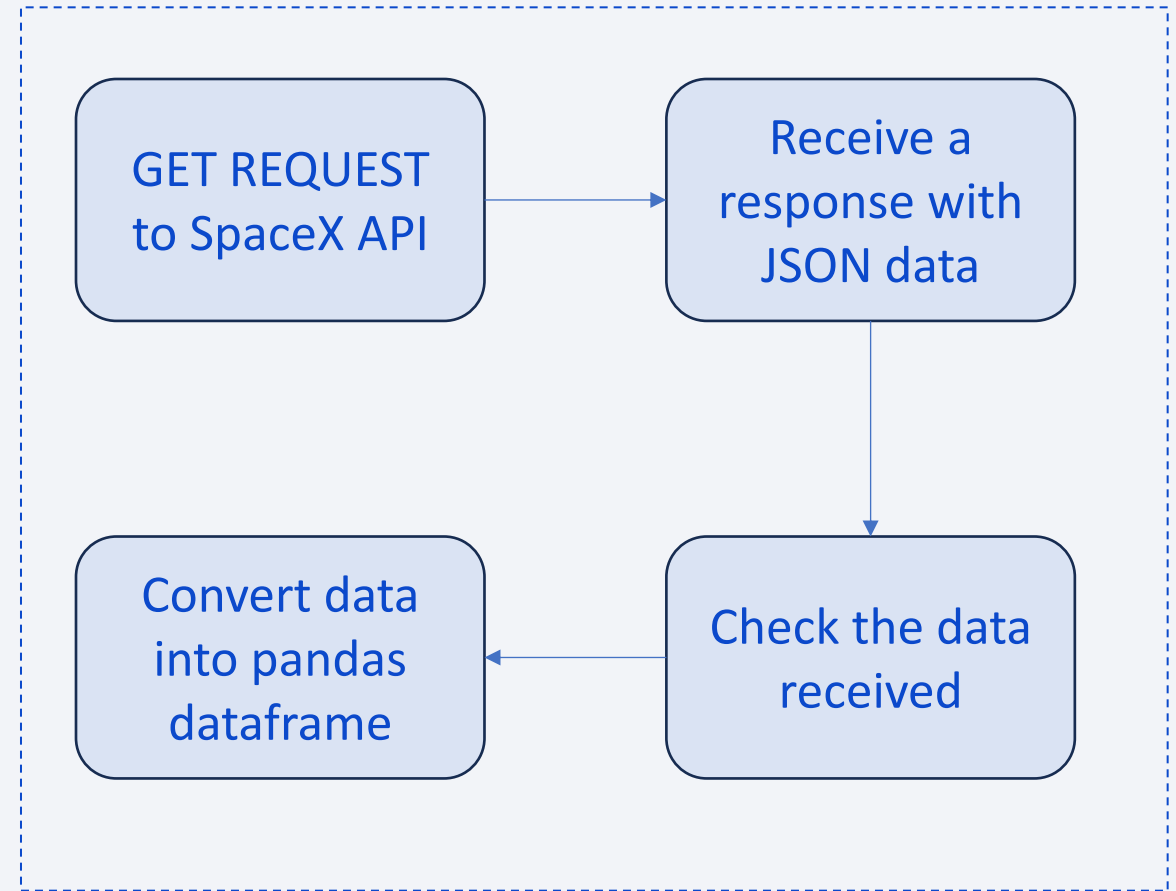 GET REQUEST
to SpaceX API
Receive a
response with
JSON data
Check the data
received
Convert data
into pandas
dataframe